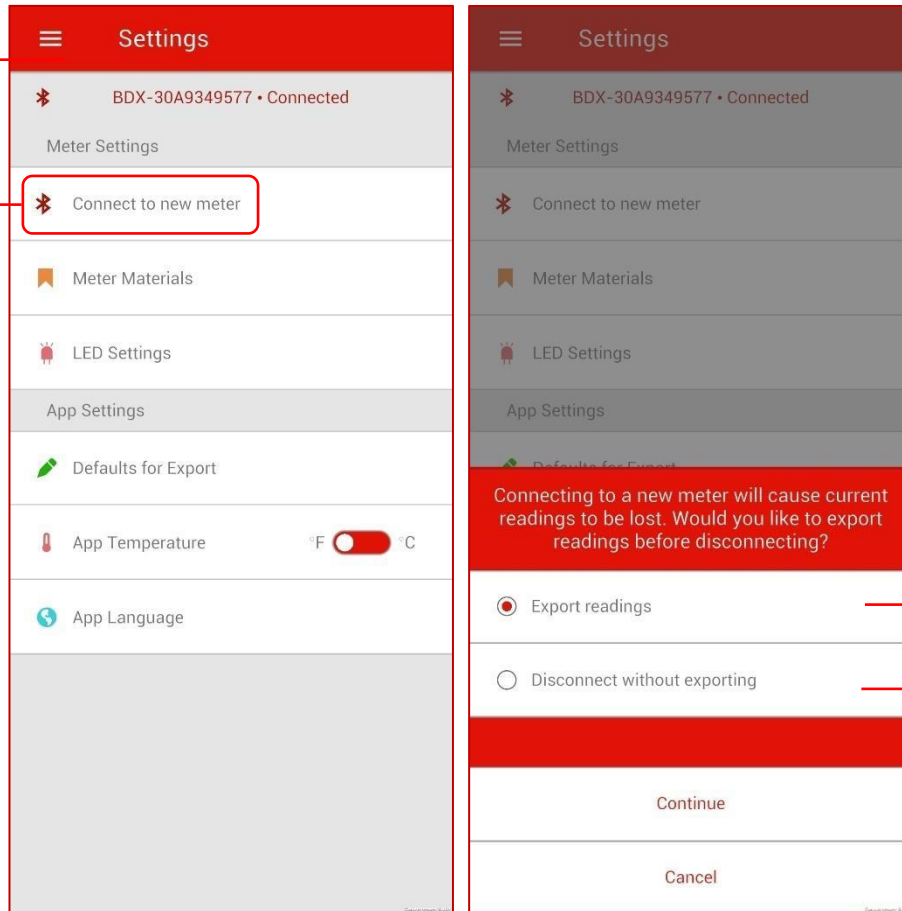 Settings
BDX-30A9349577 • Connected
Meter Settings
Connect to new meter
Meter Materials
LED Settings
App Settings
Defaults for Export
App Temperature °F °C
App Language
Settings
BDX-30A9349577 • Connected
Meter Settings
Connect to new meter
Meter Materials
LED Settings
App Settings
Defaults for Export
Connecting to a new meter will cause current
readings to be lost. Would you like to export
readings before disconnecting?
Export readings
Disconnect without exporting
Continue
Cancel